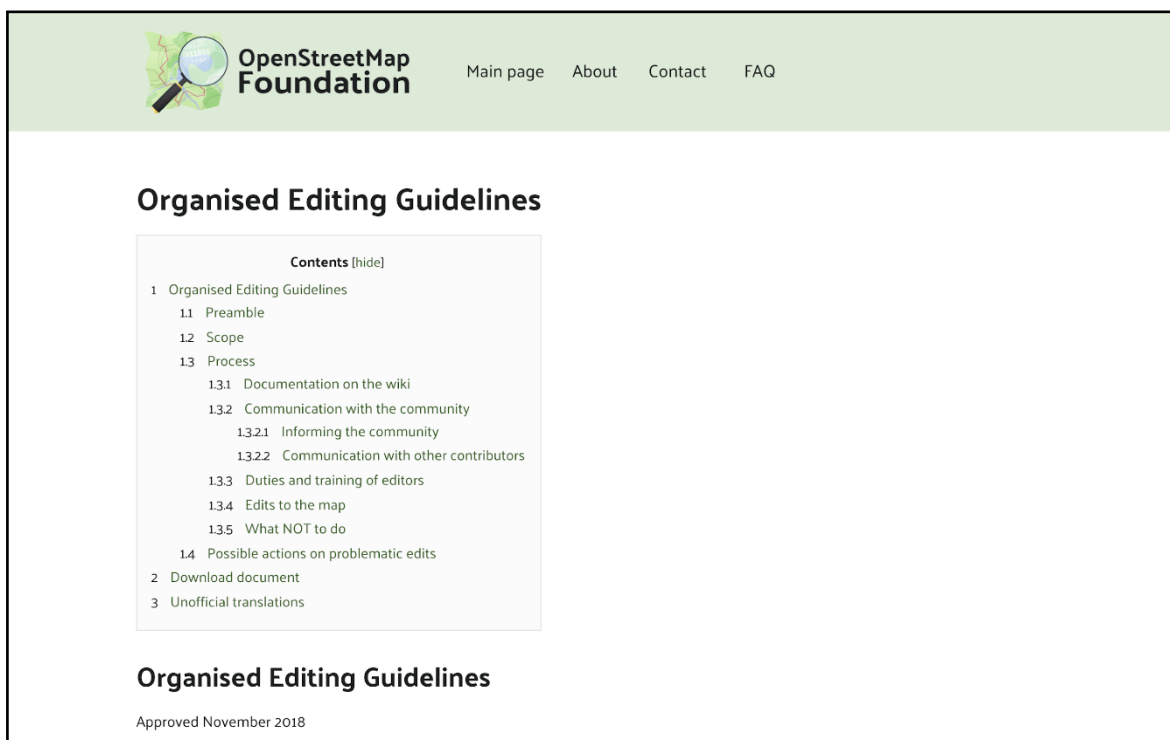 OpenStreetMap
Foundation
Main page About Contact FAQ
Organised Editing Guidelines
Contents [hide]
1 Organised Editing Guidelines
1.1 Preamble
1.2 Scope
1.3 Process
1.3.1 Documentation on the wiki
1.3.2 Communication with the community
1.3.2.1 Informing the community
1.3.2.2 Communication with other contributors
1.3.3 Duties and training of editors
1.3.4 Edits to the map
1.3.5 What NOT to do
1.4 Possible actions on problematic edits
2 Download document
3 Unofficial translations
Organised Editing Guidelines
Approved November 2018